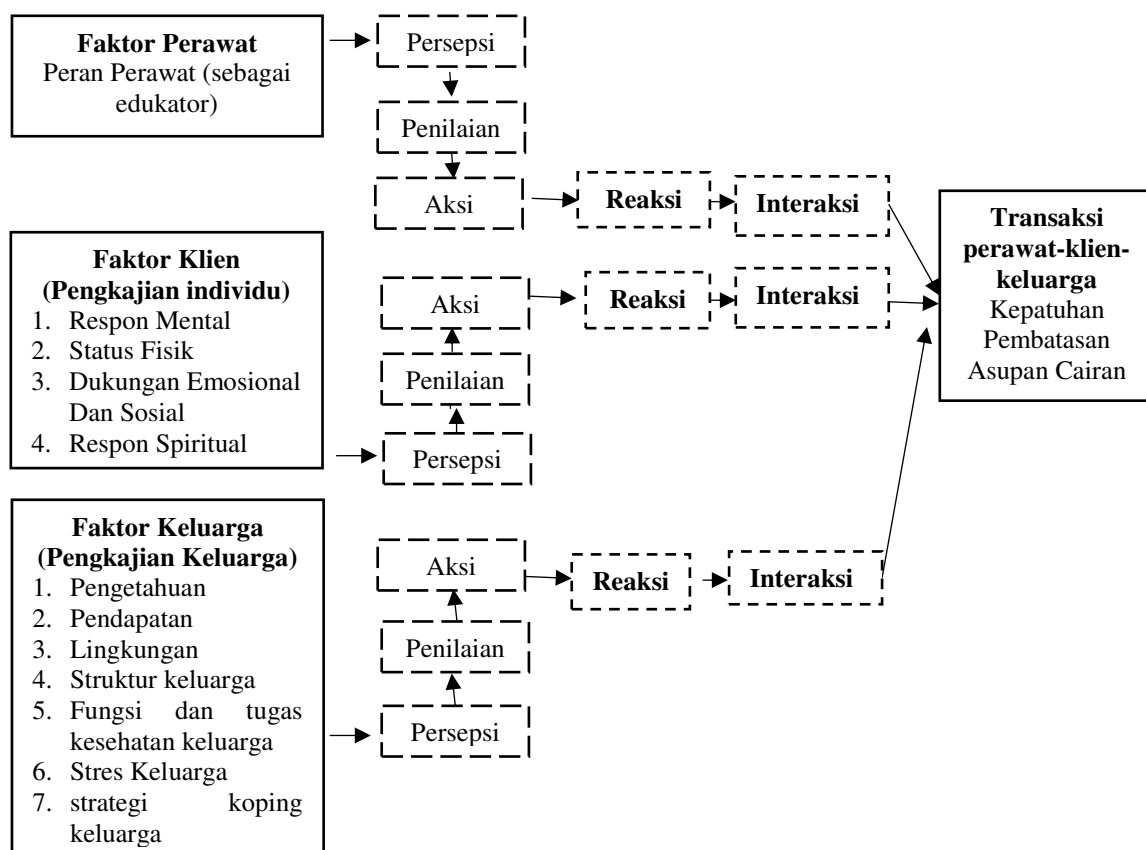 Faktor Perawat
Peran Perawat (sebagai
edukator)
Persepsi
Penilaian
Aksi
Reaksi
Interaksi
Faktor Klien
(Pengkajian individu)
1. Respon Mental
2. Status Fisik
3. Dukungan Emosional
Dan Sosial
4. Respon Spiritual
Aksi
Penilaian
Persepsi
Reaksi
Interaksi
Transaksi
perawat-klien-
keluarga
Kepatuhan
Pembatasan
Asupan Cairan
Faktor Keluarga
(Pengkajian Keluarga)
1. Pengetahuan
2. Pendapatan
3. Lingkungan
4. Struktur keluarga
5. Fungsi dan tugas
kesehatan keluarga
6. Stres Keluarga
7. strategi koping
keluarga
Aksi
Penilaian
Persepsi
Reaksi
Interaksi